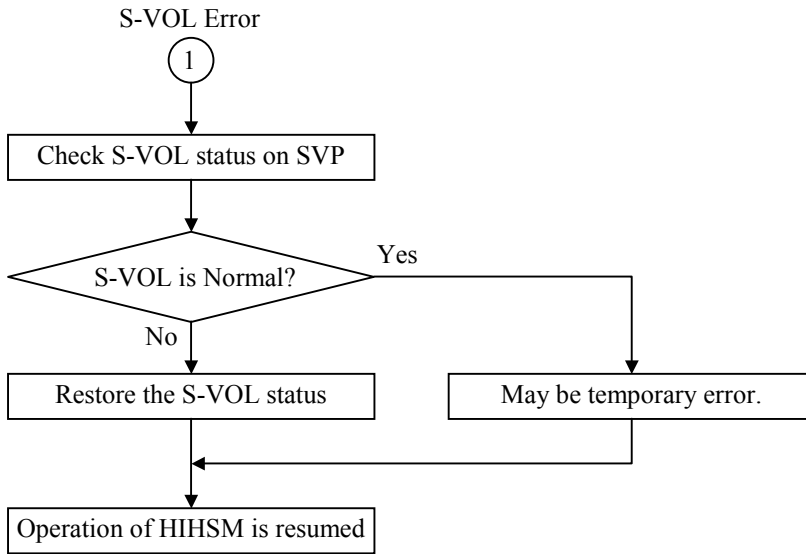 S-VOL Error
1
Check S-VOL status on SVP
S-VOL is Normal?
Yes
No
Restore the S-VOL status
May be temporary error.
Operation of HIHSM is resumed